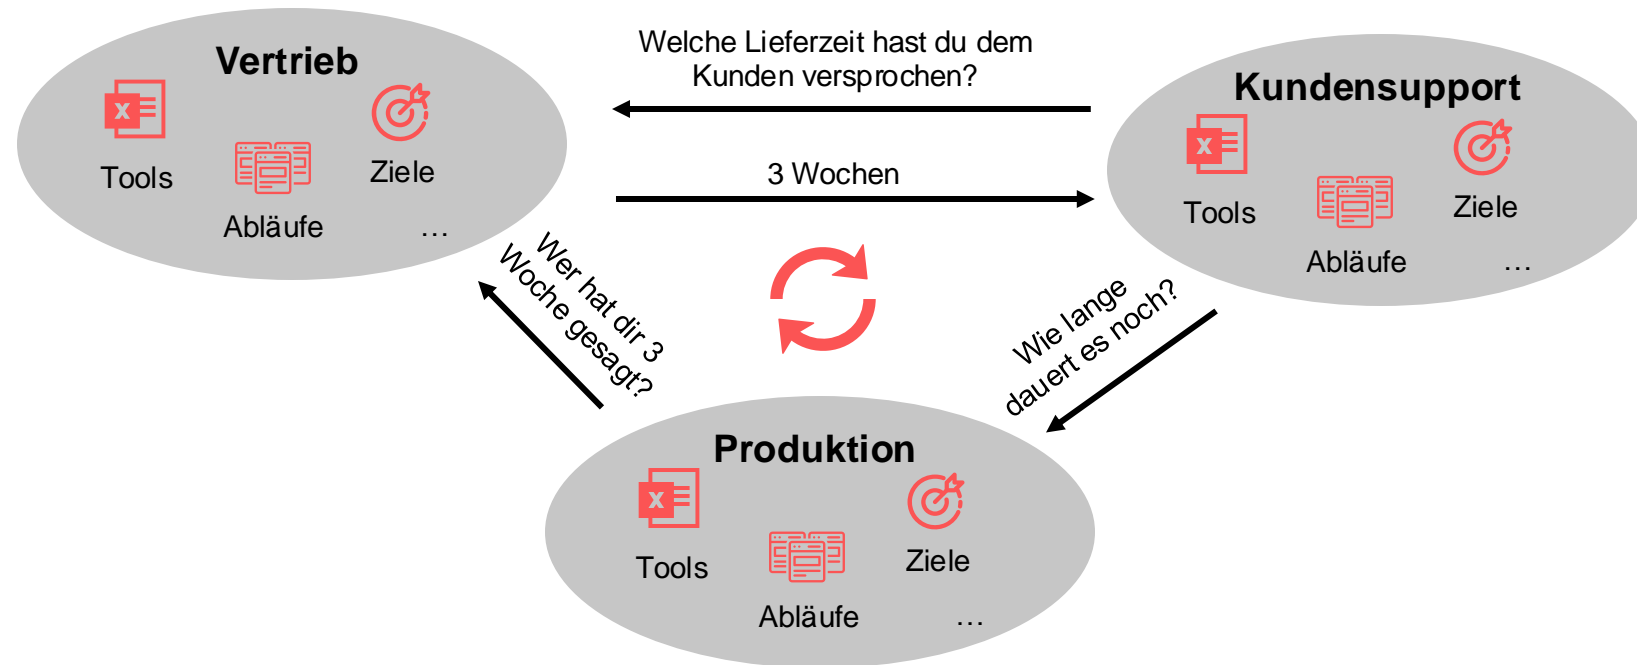 Vertrieb
X
Tools
Abläufe
Ziele
…
Welche Lieferzeit hast du dem
Kunden versprochen?
3 Wochen
Kundensupport
X
Tools
Abläufe
Ziele
…
Wer hat dir 3
Woche gesagt?
Wie lange
dauert es noch?
Produktion
X
Tools
Abläufe
Ziele
…